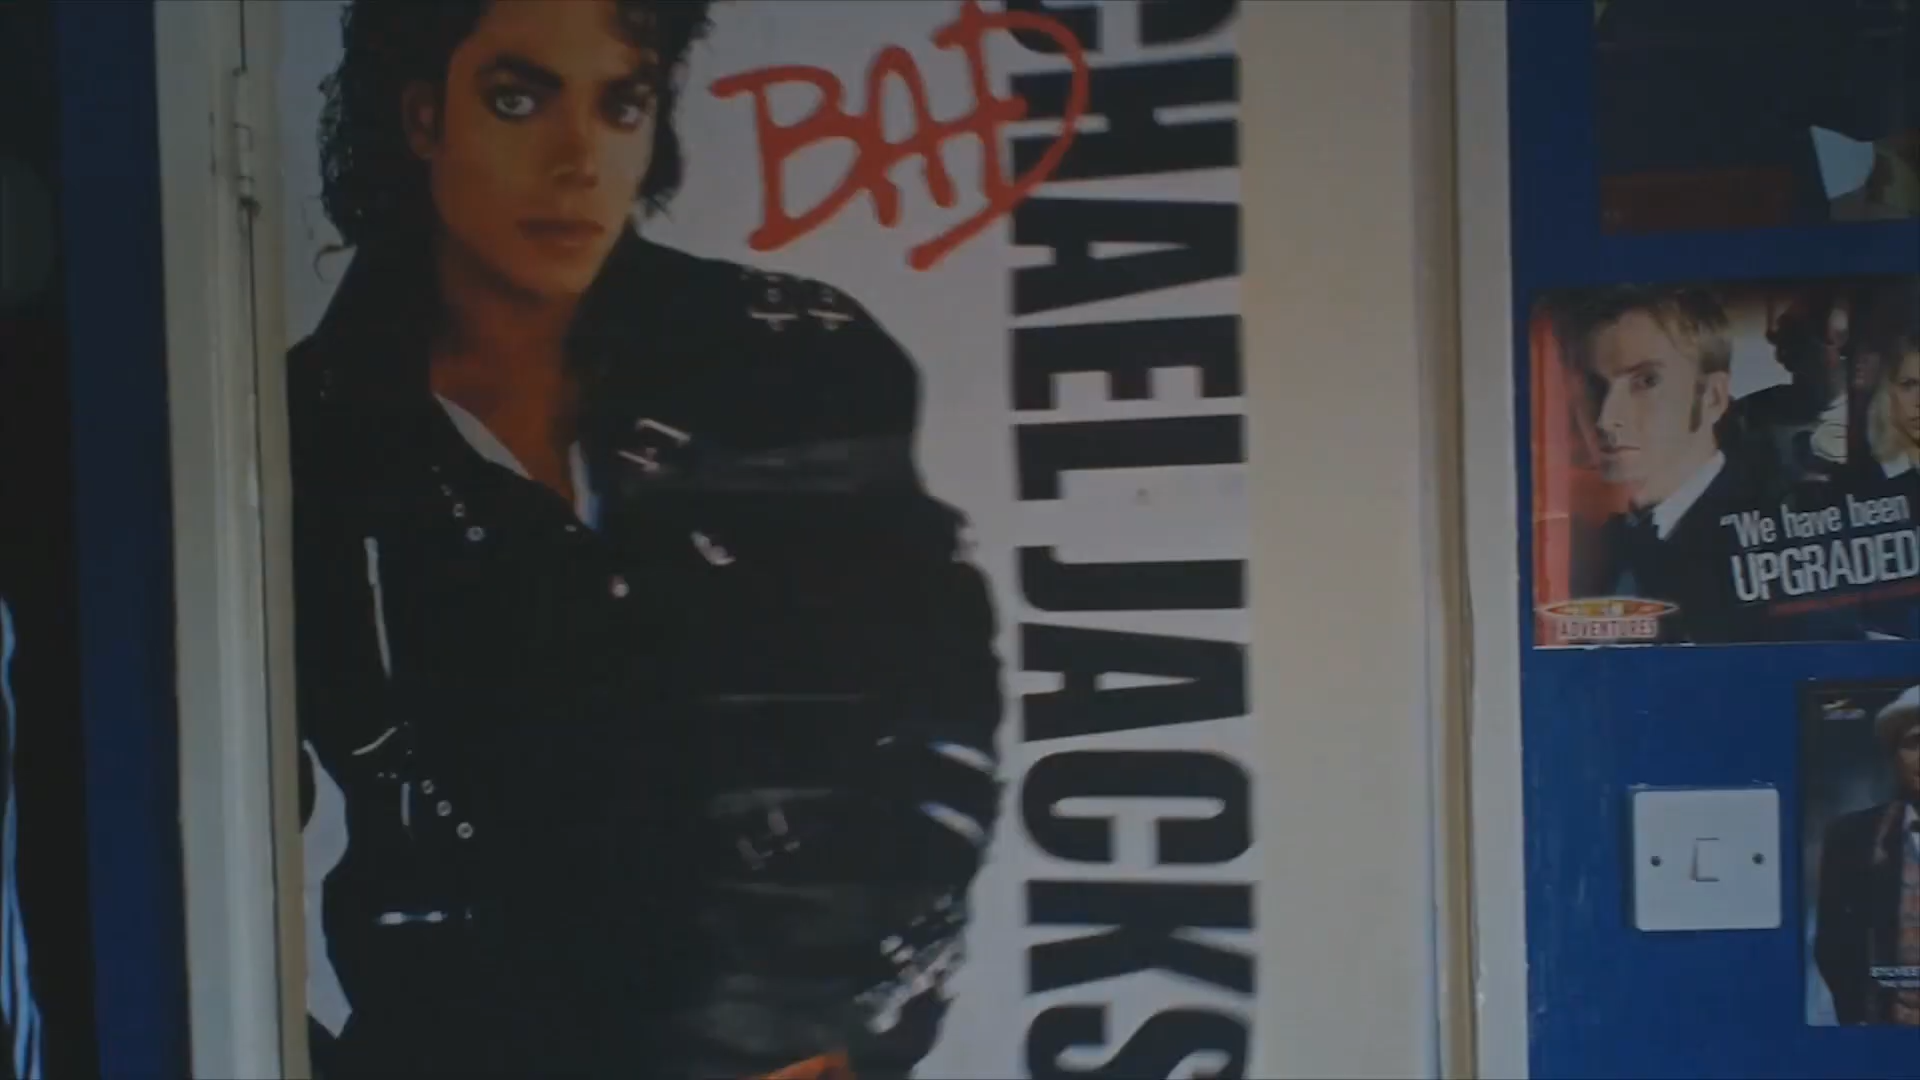 BAD
CHAEL JACKS
"We have been
UPGRADED
ADVENTURES